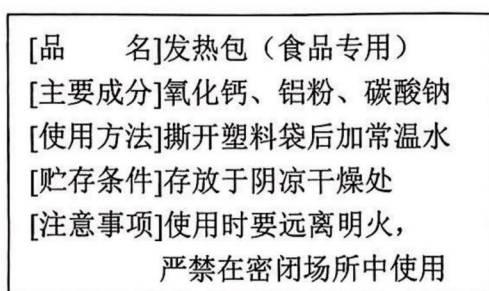 [品　　名]发热包（食品专用）
[主要成分]氧化钙、铝粉、碳酸钠
[使用方法]撕开塑料袋后加常温水
[贮存条件]存放于阴凉干燥处
[注意事项]使用时要远离明火，
严禁在密闭场所中使用